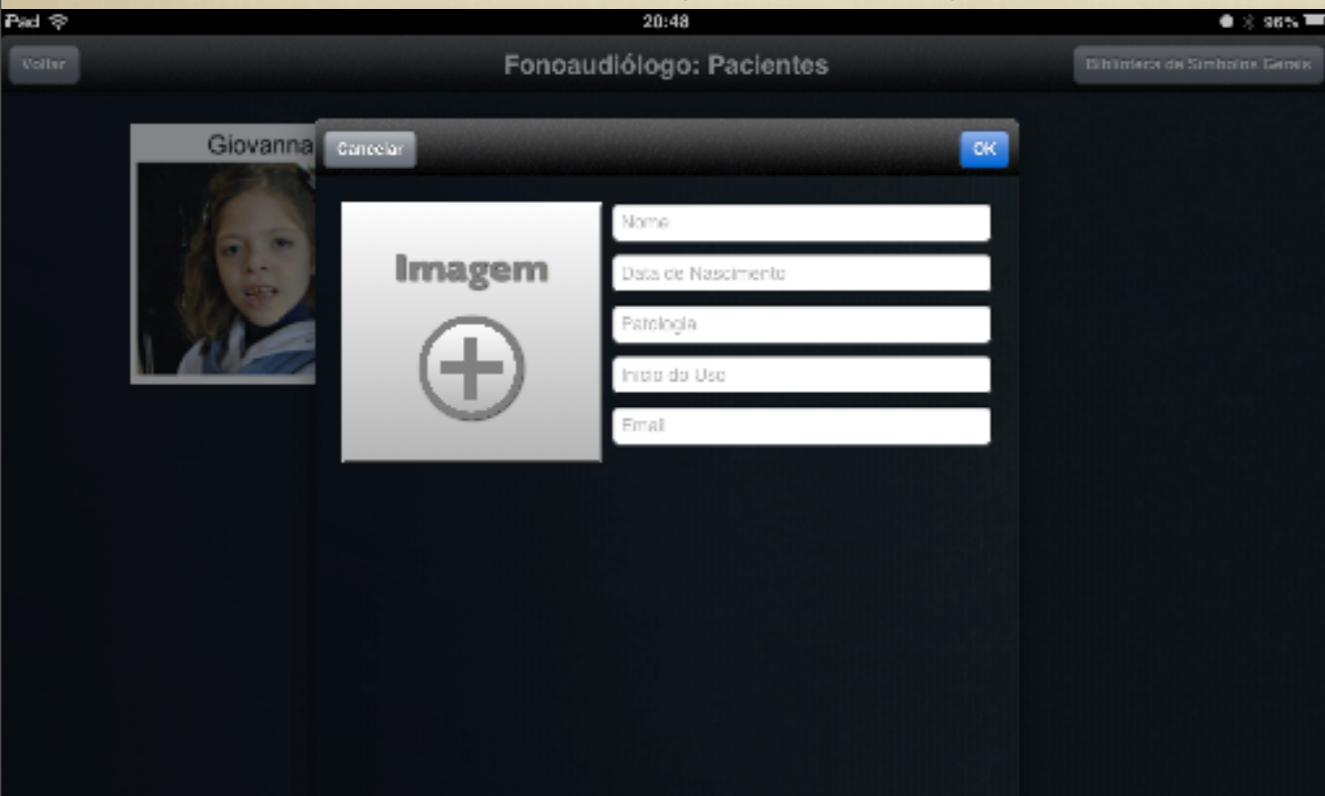 iPad 20:48 96%
Voltar Fonoaudiólogo: Pacientes Biblioteca de Símbolos Gerais
Giovanna
Cancelar OK
Imagem
Nome
Data de Nascimento
Patologia
Início do Uso
Email